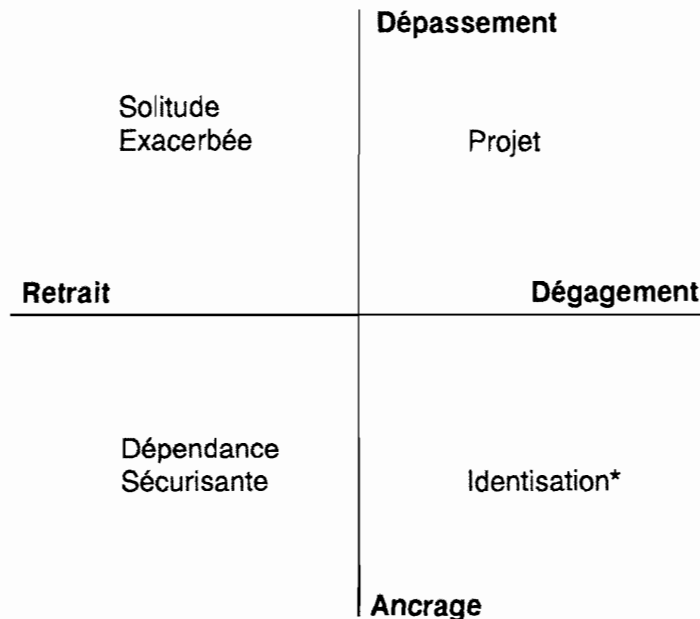 Dépassement
Solitude
Exacerbée
Projet
Retrait
Dégagement
Dépendance
Sécurisante
Identisation*
Ancrage